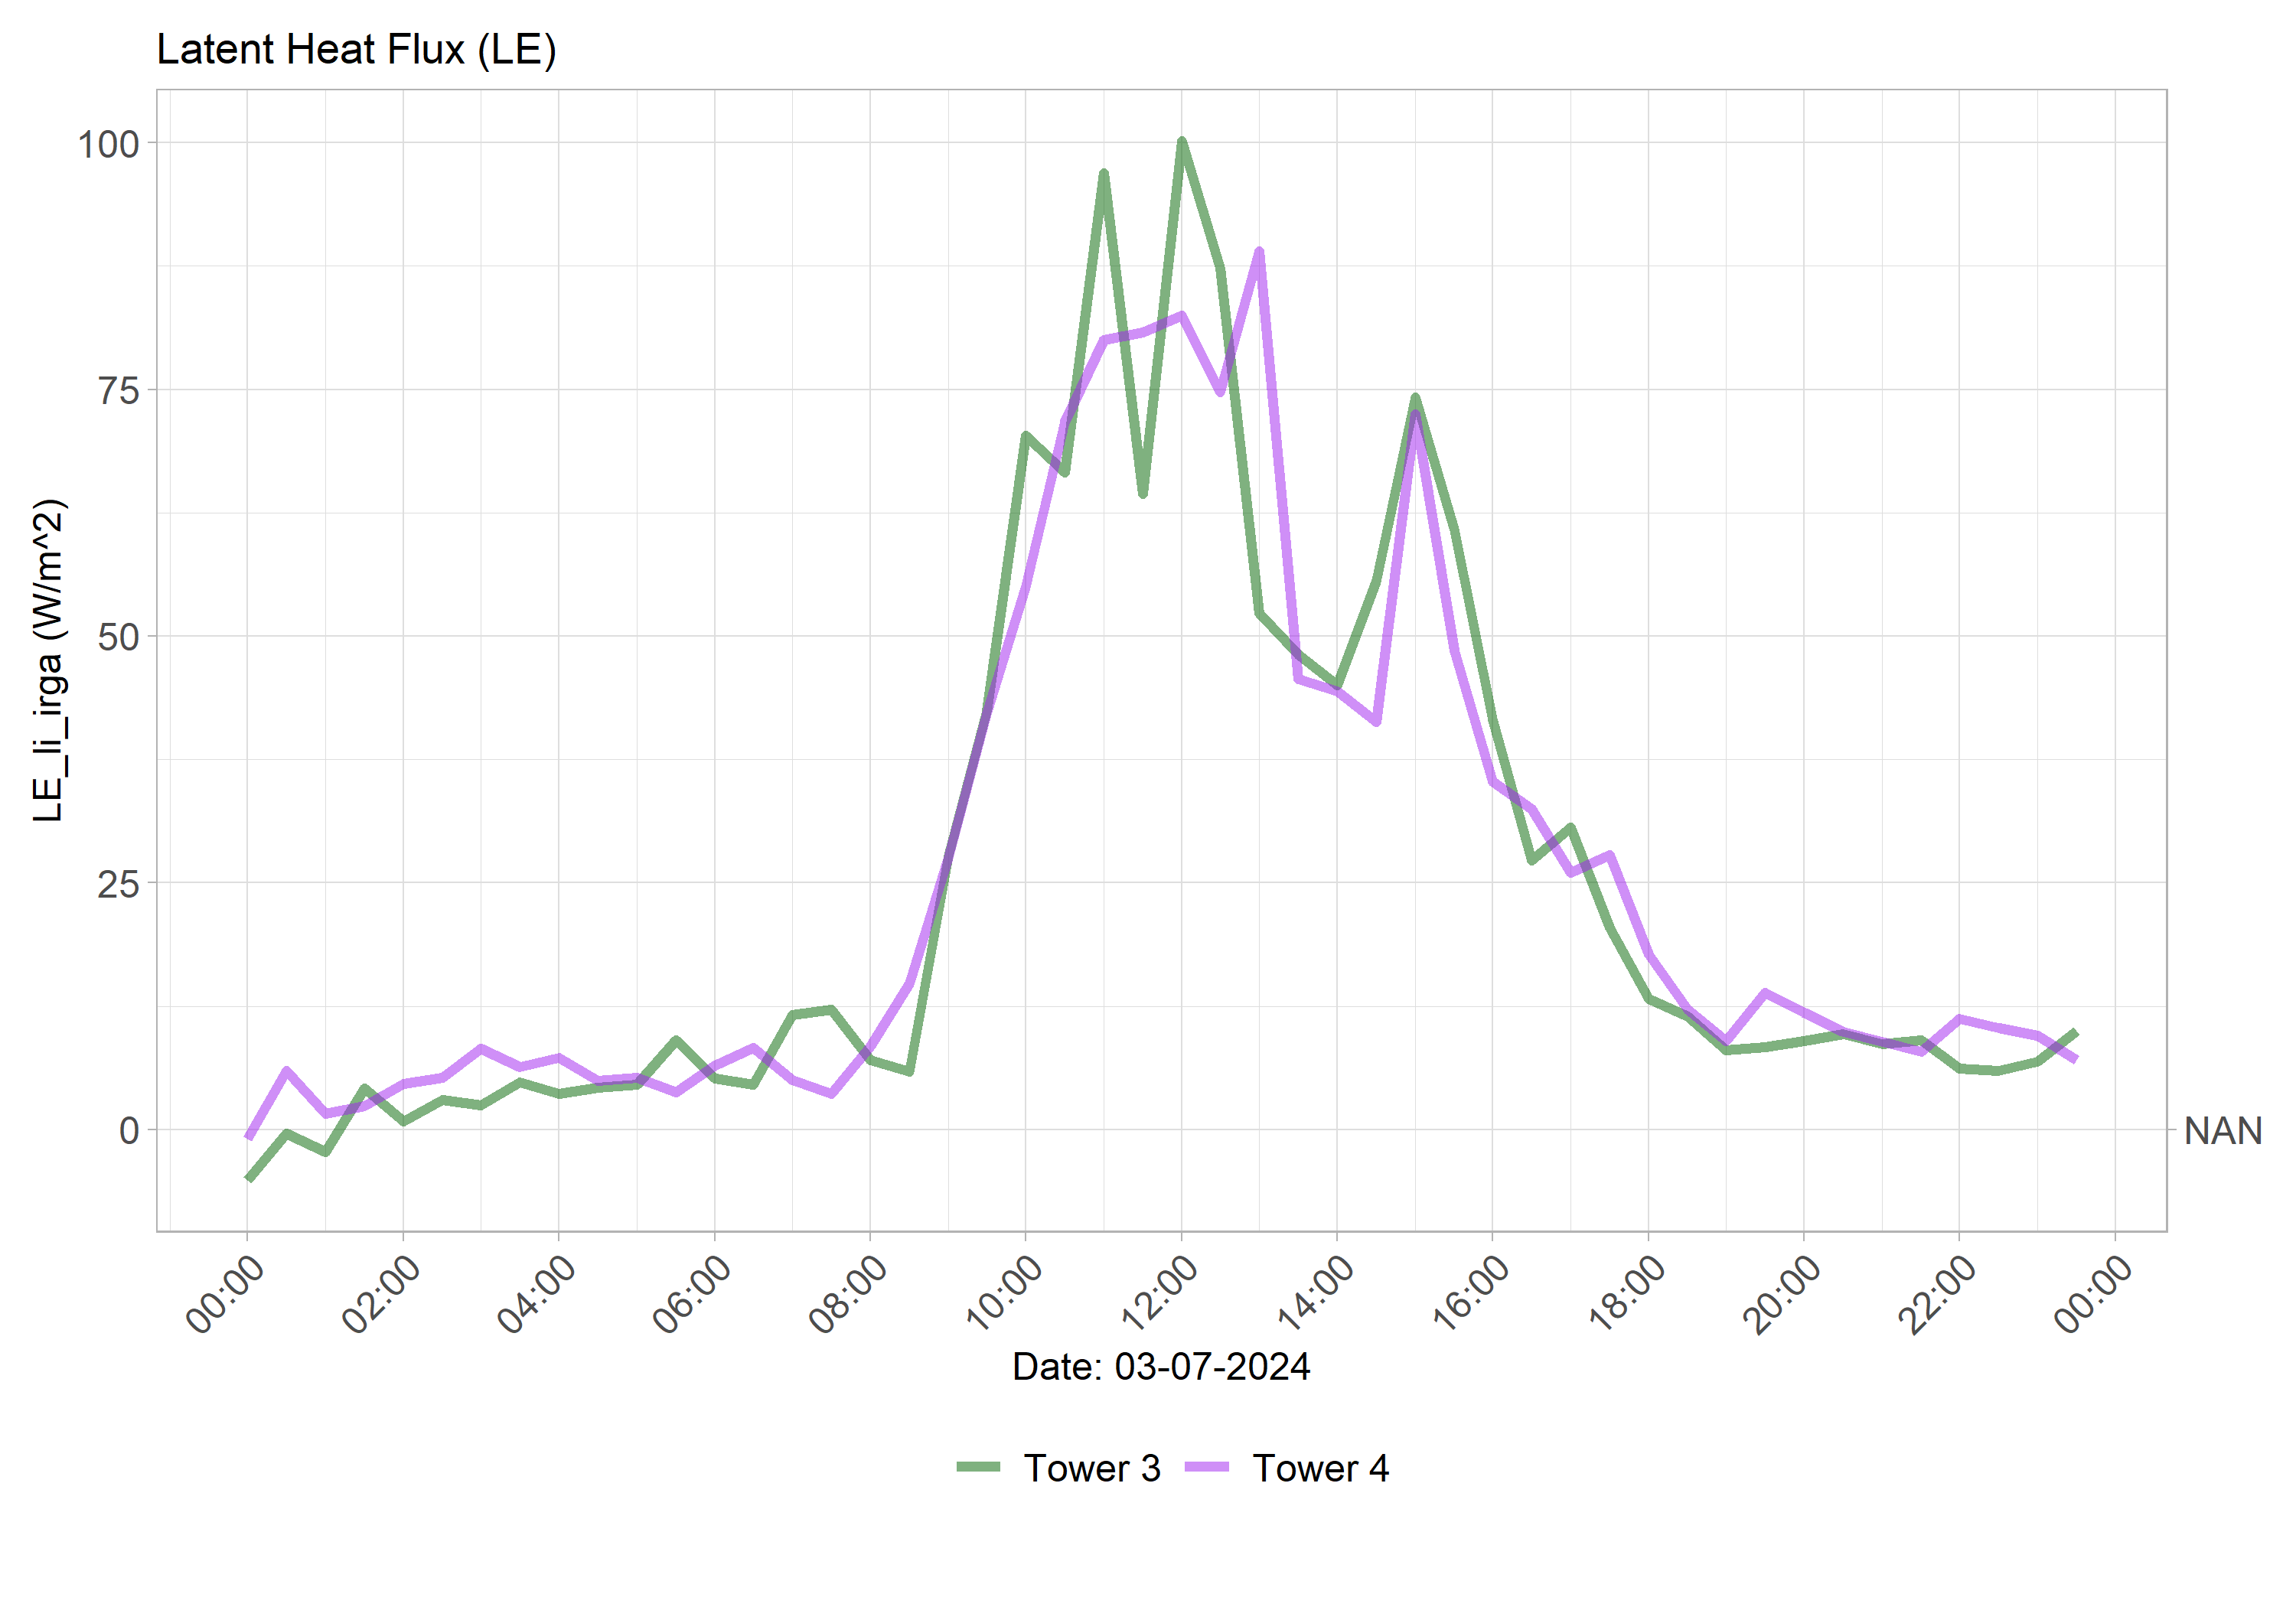 Latent Heat Flux (LE)
LE_li_irga (W/m^2)
100
75
50
25
0
NAN
00:00 02:00 04:00 06:00 08:00 10:00 12:00 14:00 16:00 18:00 20:00 22:00 00:00
Date: 03-07-2024
Tower 3 Tower 4